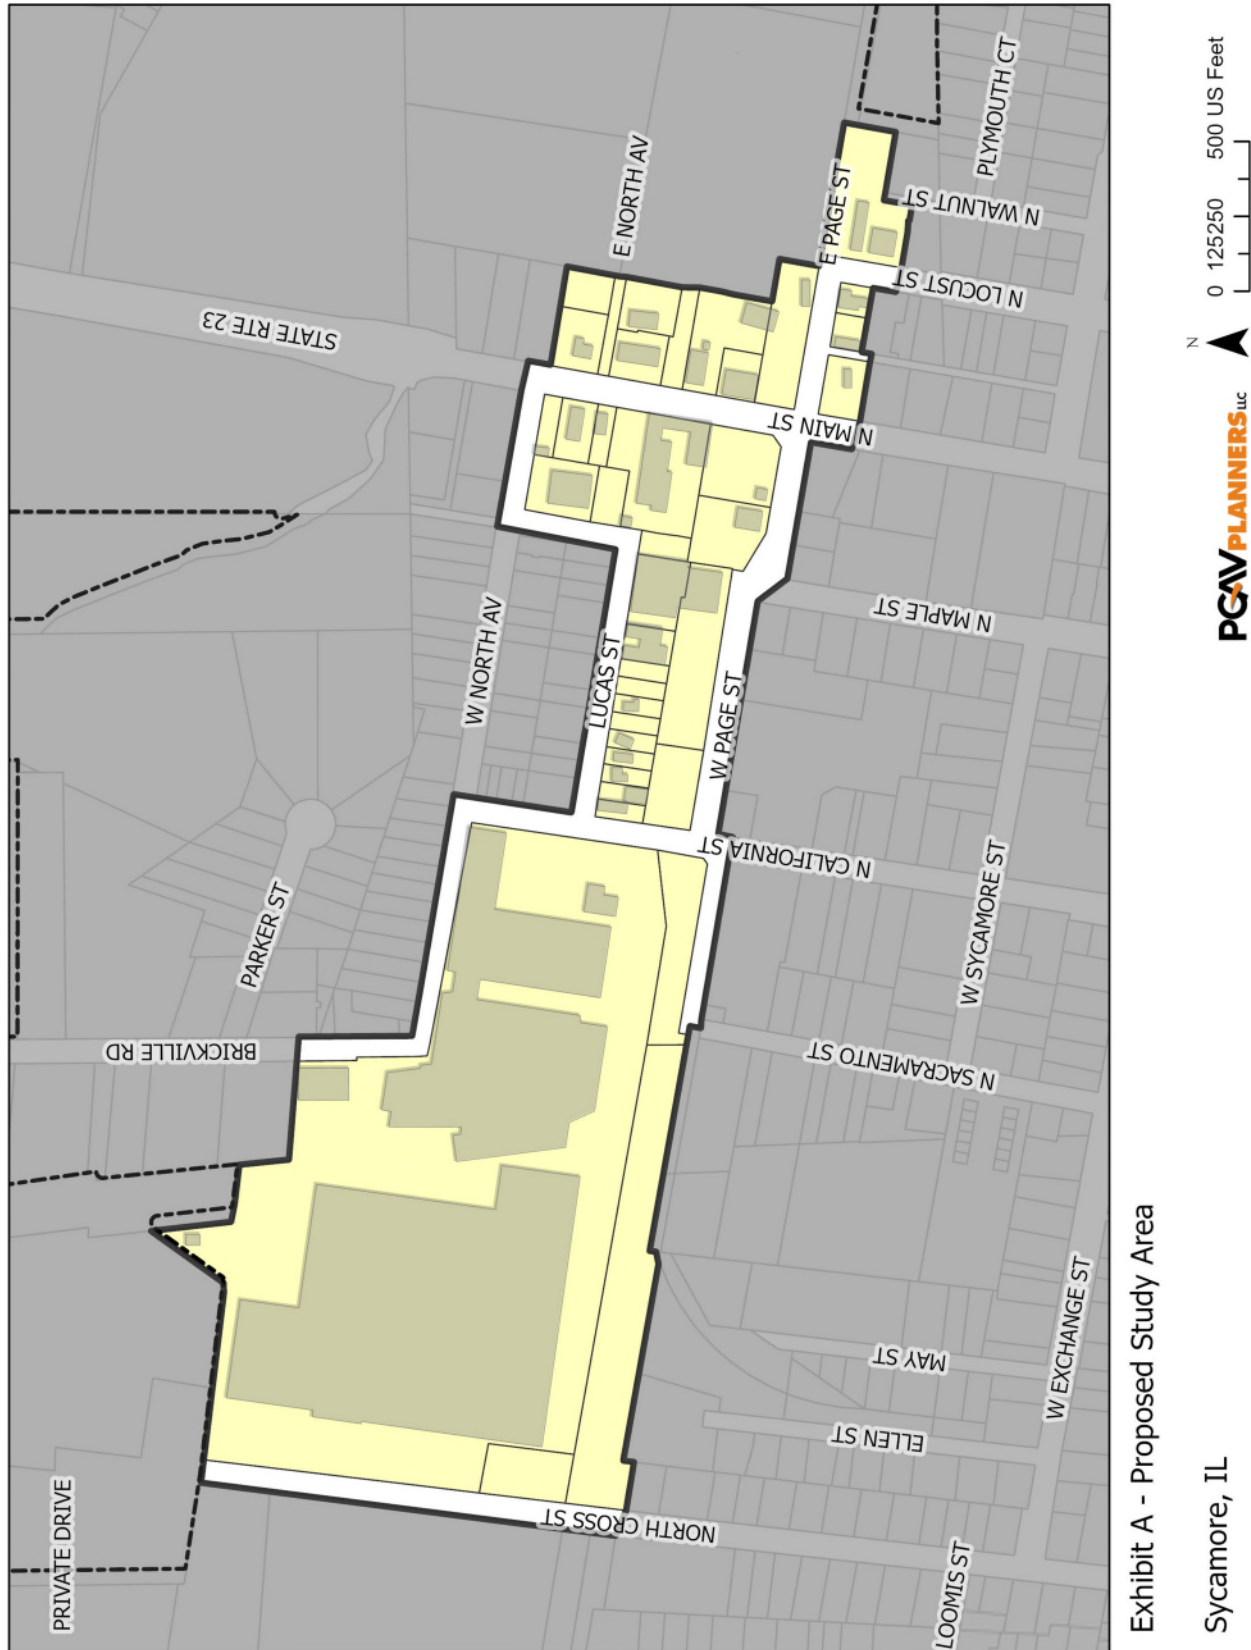 PRIVATE DRIVE
BRICKVILLE RD
PARKER ST
STATE RTE 23
W NORTH AV
E NORTH AV
LUCAS ST
NORTH CROSS ST
W PAGE ST
N MAIN ST
E PAGE ST
N CALIFORNIA ST
LOOMIS ST
ELLEN ST
MAY ST
N SACRAMENTO ST
W SYCAMORE ST
N MAPLE ST
N LOCUST ST
N WALNUT ST
PLYMOUTH CT
W EXCHANGE ST
Exhibit A - Proposed Study Area
Sycamore, IL
PGAV PLANNERS LLC
N
0 125250 500 US Feet